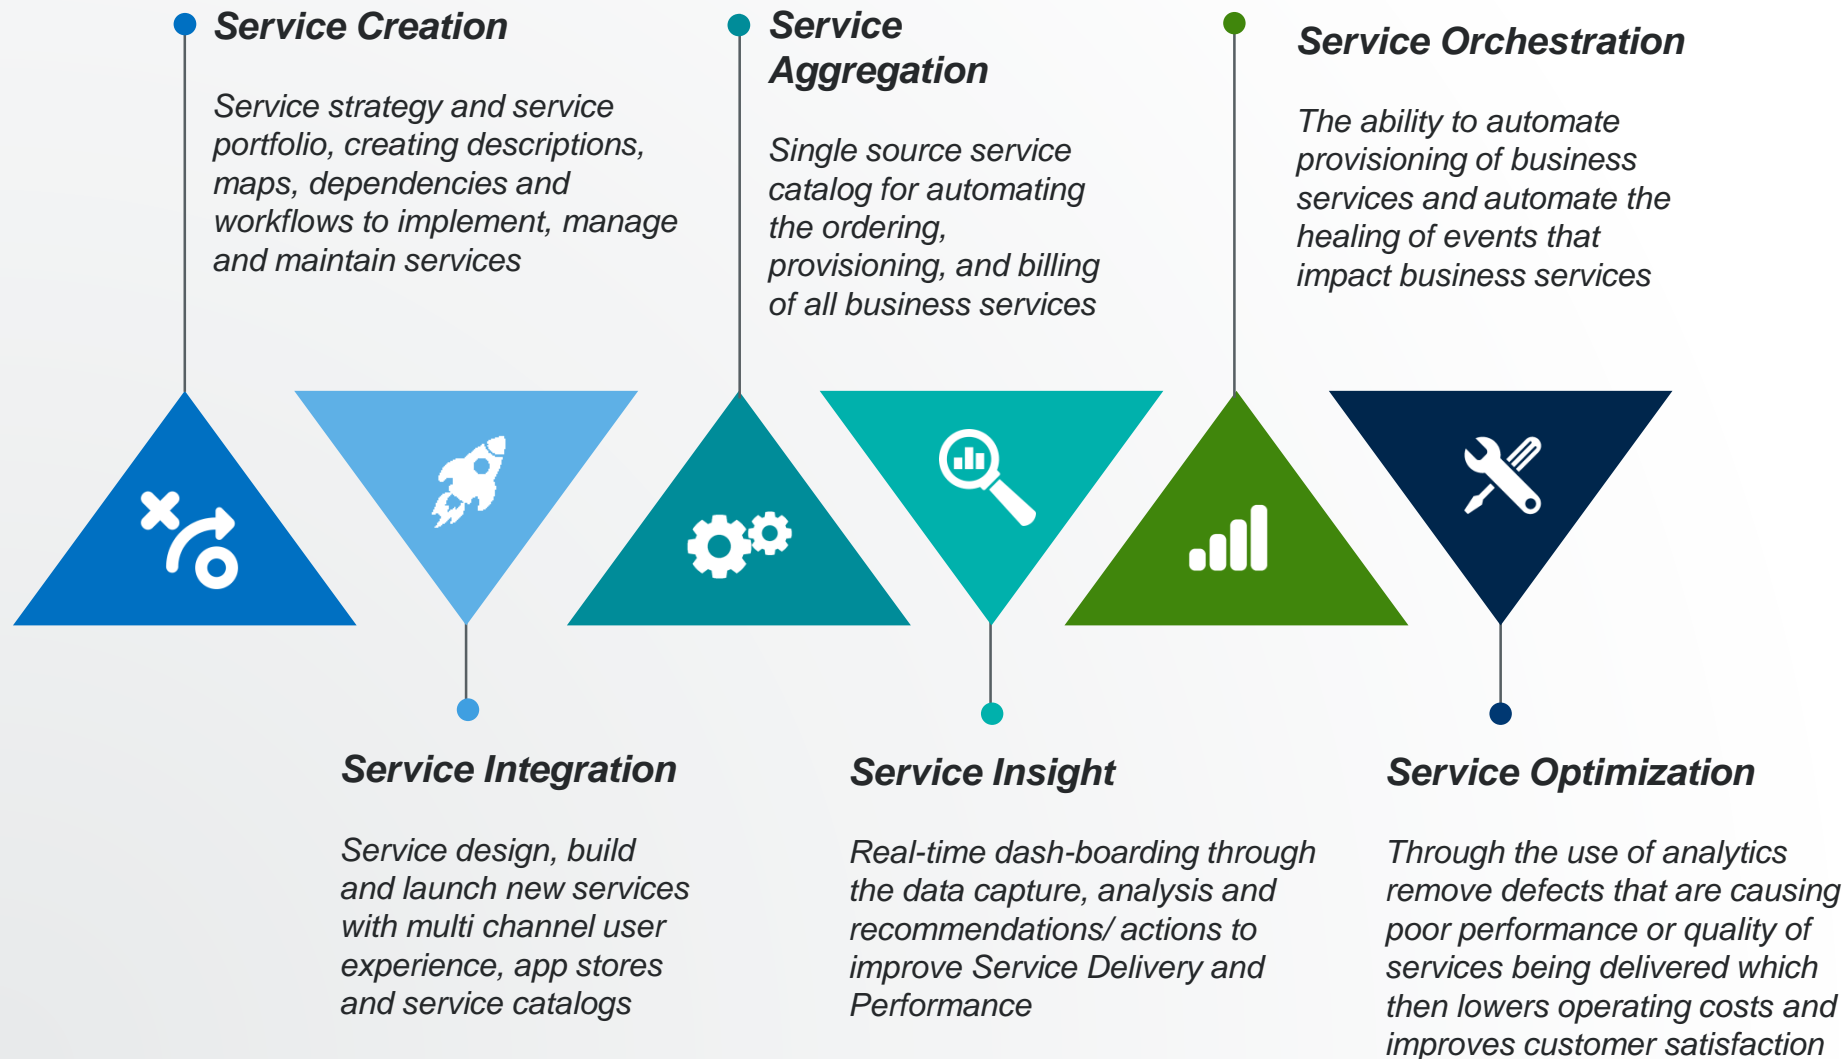 Service Creation
Service strategy and service
portfolio, creating descriptions,
maps, dependencies and
workflows to implement, manage
and maintain services
Service
Aggregation
Single source service
catalog for automating
the ordering,
provisioning, and billing
of all business services
Service Orchestration
The ability to automate
provisioning of business
services and automate the
healing of events that
impact business services
Service Integration
Service design, build
and launch new services
with multi channel user
experience, app stores
and service catalogs
Service Insight
Real-time dash-boarding through
the data capture, analysis and
recommendations/ actions to
improve Service Delivery and
Performance
Service Optimization
Through the use of analytics
remove defects that are causing
poor performance or quality of
services being delivered which
then lowers operating costs and
improves customer satisfaction